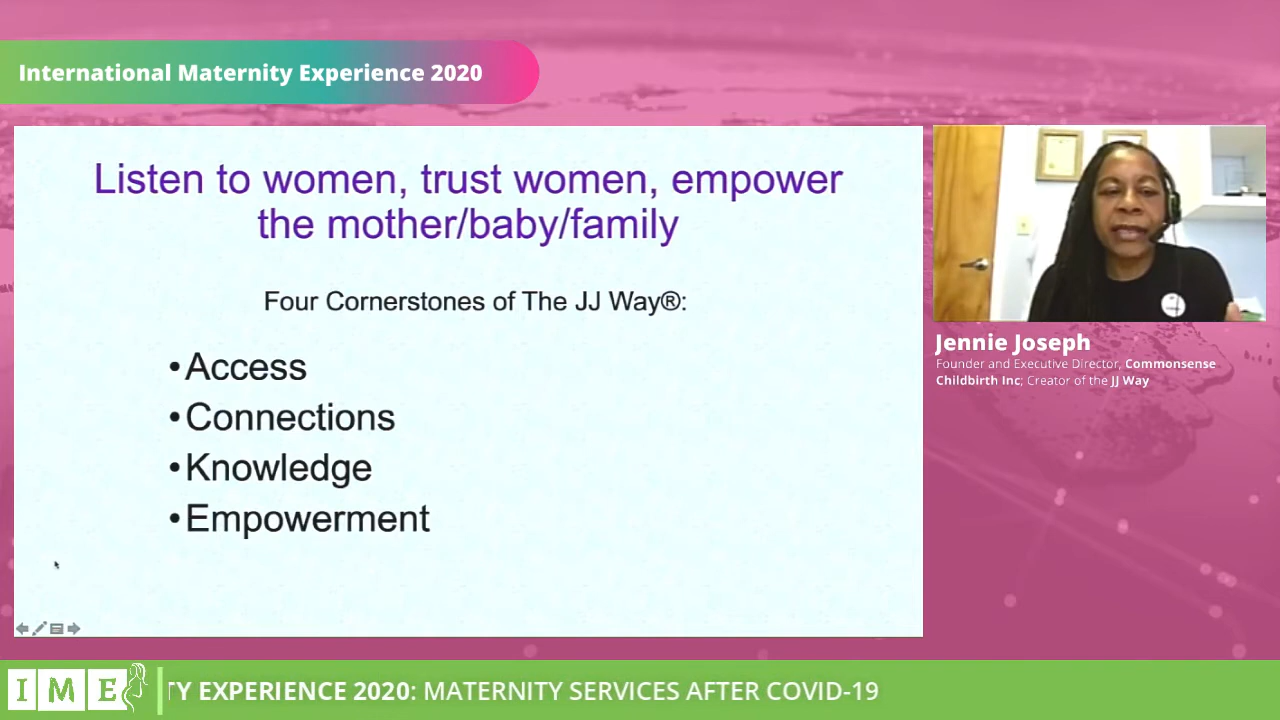 International Maternity Experience 2020
Listen to women, trust women, empower
the mother/baby/family
Four Cornerstones of The JJ Way®:
•Access
•Connections
•Knowledge
•Empowerment
Jennie Joseph
Founder and Executive Director, Commonsense
Childbirth Inc; Creator of the JJ Way
IME
TY EXPERIENCE 2020: MATERNITY SERVICES AFTER COVID-19